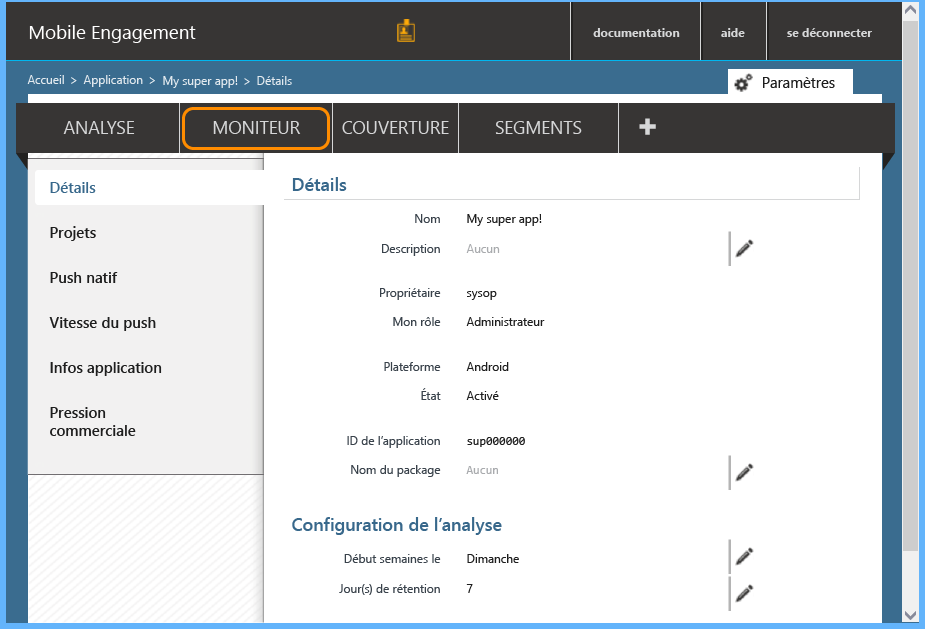 Mobile Engagement
documentation
aide
se déconnecter
Accueil > Application > My super app! > Détails
Paramètres
ANALYSE
MONITEUR
COUVERTURE
SEGMENTS
Détails
Projets
Push natif
Vitesse du push
Infos application
Pression
commerciale
Détails
Nom My super app!
Description Aucun
Propriétaire sysop
Mon rôle Administrateur
Plateforme Android
État Activé
ID de l'application sup000000
Nom du package Aucun
Configuration de l'analyse
Début semaines le Dimanche
Jour(s) de rétention 7